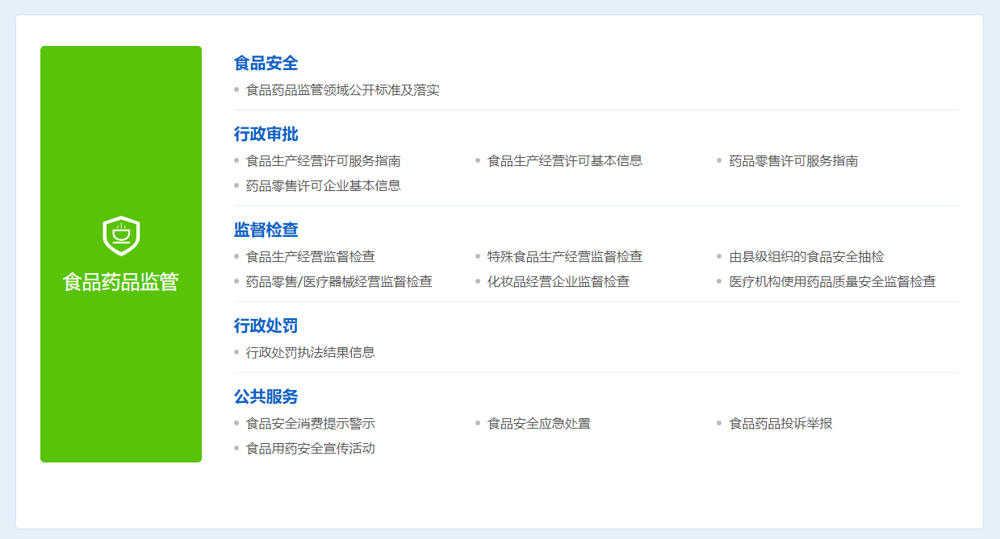 食品药品监管
食品安全
食品药品监管领域公开标准及落实
行政审批
食品生产经营许可服务指南 食品生产经营许可基本信息 药品零售许可服务指南
药品零售许可企业基本信息
监督检查
食品生产经营监督检查 特殊食品生产经营监督检查 由县级组织的食品安全抽检
药品零售/医疗器械经营监督检查 化妆品经营企业监督检查 医疗机构使用药品质量安全监督检查
行政处罚
行政处罚执法结果信息
公共服务
食品安全消费提示警示 食品安全应急处置 食品药品投诉举报
食品用药安全宣传活动